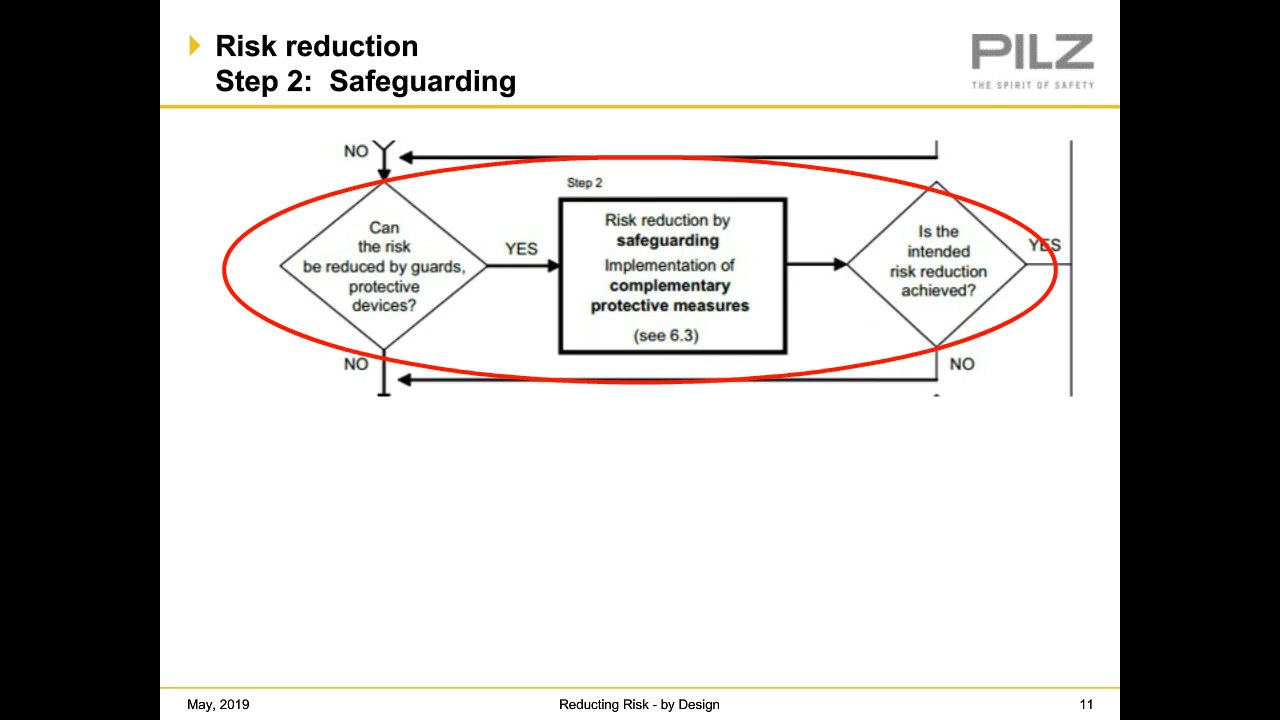 Risk reduction
Step 2: Safeguarding
PILZ
THE SPIRIT OF SAFETY
NO
Step 2
Can
the risk
be reduced by guards,
protective
devices?
YES
Risk reduction by
safeguarding
Implementation of
complementary
protective measures
(see 6.3)
Is the
intended
risk reduction
achieved?
YES
NO
NO
May, 2019
Reducting Risk - by Design
11